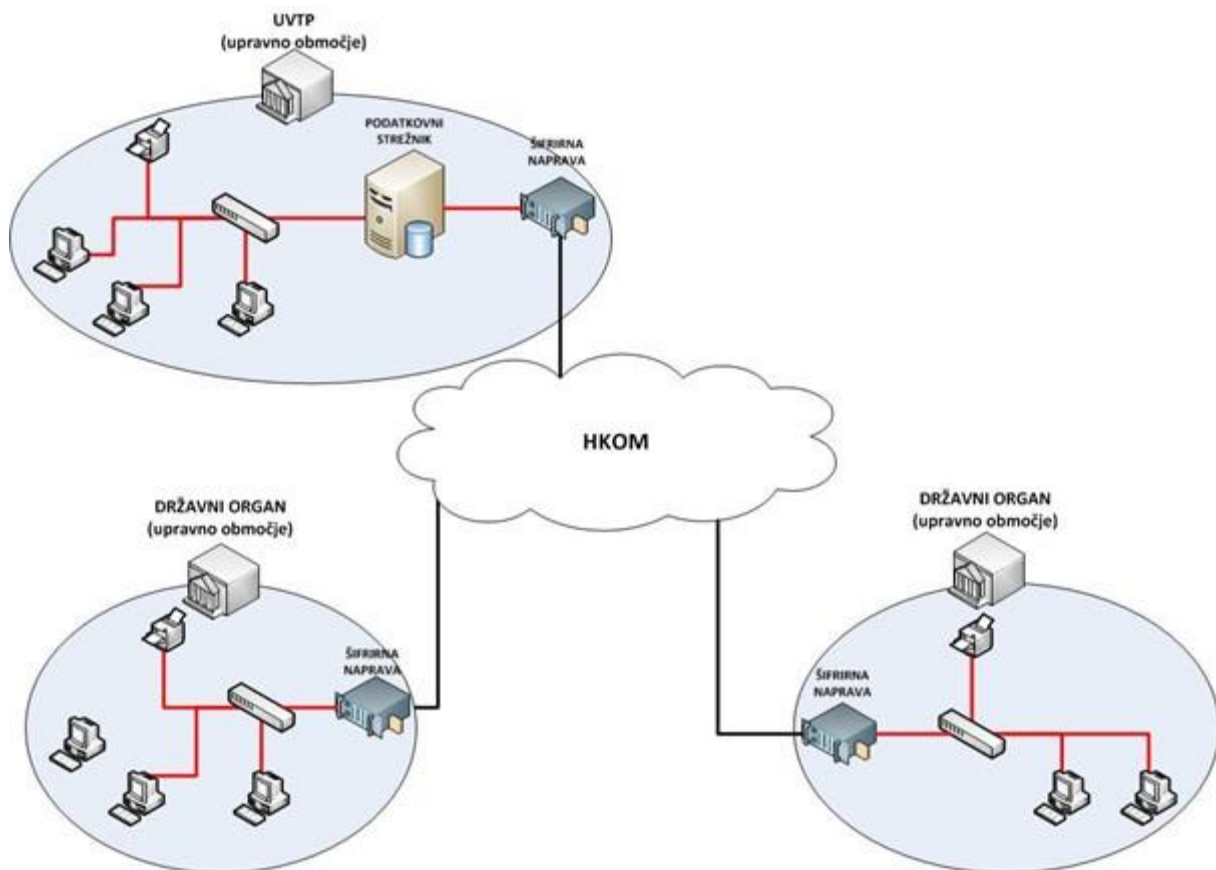 UVTP
(upravno območje)
PODATKOVNI
STREŽNIK
ŠIFRIRNA
NAPRAVA
HKOM
DRŽAVNI ORGAN
(upravno območje)
ŠIFRIRNA
NAPRAVA
DRŽAVNI ORGAN
(upravno območje)
ŠIFRIRNA
NAPRAVA